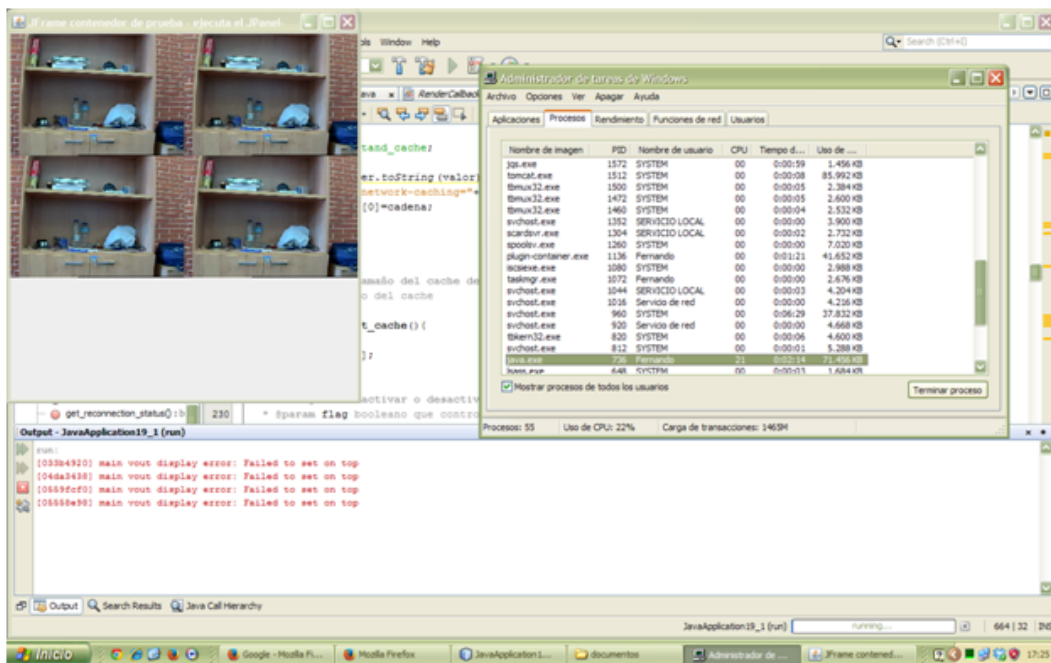 JFrame contenedor de prueba - ejecuta el JPanel-
ols Window Help
Search (Ctrl+I)
ava
RenderCallback
tand_cache;
er.toString(valor)
network-caching="+
[0]=cadena;
amaño del cache de
o del cache
t_cache(){
];
activar o desactiv
get_reconnection_status() : b
230
* @param flag booleano que contro
Administrador de tareas de Windows
Archivo Opciones Ver Apagar Ayuda
Aplicaciones Procesos Rendimiento Funciones de red Usuarios
Nombre de imagen PID Nombre de usuario CPU Tiempo d... Uso de ...
jqs.exe 1572 SYSTEM 00 0:00:59 1.456 KB
tomcat.exe 1512 SYSTEM 00 0:00:08 85.992 KB
tbmux32.exe 1500 SYSTEM 00 0:00:05 2.384 KB
tbmux32.exe 1472 SYSTEM 00 0:00:05 2.600 KB
tbmux32.exe 1460 SYSTEM 00 0:00:04 2.532 KB
svchost.exe 1352 SERVICIO LOCAL 00 0:00:00 3.900 KB
scardsvr.exe 1304 SERVICIO LOCAL 00 0:00:02 2.732 KB
spoolsv.exe 1260 SYSTEM 00 0:00:00 7.020 KB
plugin-container.exe 1136 Fernando 00 0:01:21 41.652 KB
iscsiexe.exe 1080 SYSTEM 00 0:00:00 2.988 KB
taskmgr.exe 1072 Fernando 00 0:00:00 2.676 KB
svchost.exe 1044 SERVICIO LOCAL 00 0:00:03 4.204 KB
svchost.exe 1016 Servicio de red 00 0:00:00 4.216 KB
svchost.exe 960 SYSTEM 00 0:06:29 37.832 KB
svchost.exe 920 Servicio de red 00 0:00:00 4.668 KB
tbkern32.exe 820 SYSTEM 00 0:00:06 4.600 KB
svchost.exe 812 SYSTEM 00 0:00:01 5.288 KB
java.exe 736 Fernando 21 0:02:14 71.456 KB
lsass.exe 648 SYSTEM 00 0:00:03 1.684 KB
Mostrar procesos de todos los usuarios
Terminar proceso
Procesos: 55 Uso de CPU: 22% Carga de transacciones: 1465M
Output - JavaApplication19_1 (run)
run:
[033b4920] main vout display error: Failed to set on top
[04da3438] main vout display error: Failed to set on top
[0559fcf0] main vout display error: Failed to set on top
[05558e98] main vout display error: Failed to set on top
Output Search Results Java Call Hierarchy
JavaApplication19_1 (run) running... 664 | 32 INS
Inicio Google - Mozilla Fi... Mozilla Firefox JavaApplication1... documentos Administrador de ... JFrame contened... 17:25